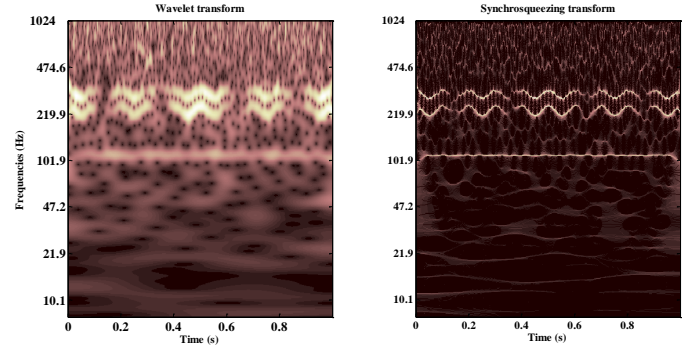 Wavelet transform
1024
474.6
219.9
101.9
47.2
21.9
10.1
Frequencies (Hz)
0 0.2 0.4 0.6 0.8
Time (s)
Synchrosqueezing transform
1024
474.6
219.9
101.9
47.2
21.9
10.1
0 0.2 0.4 0.6 0.8
Time (s)